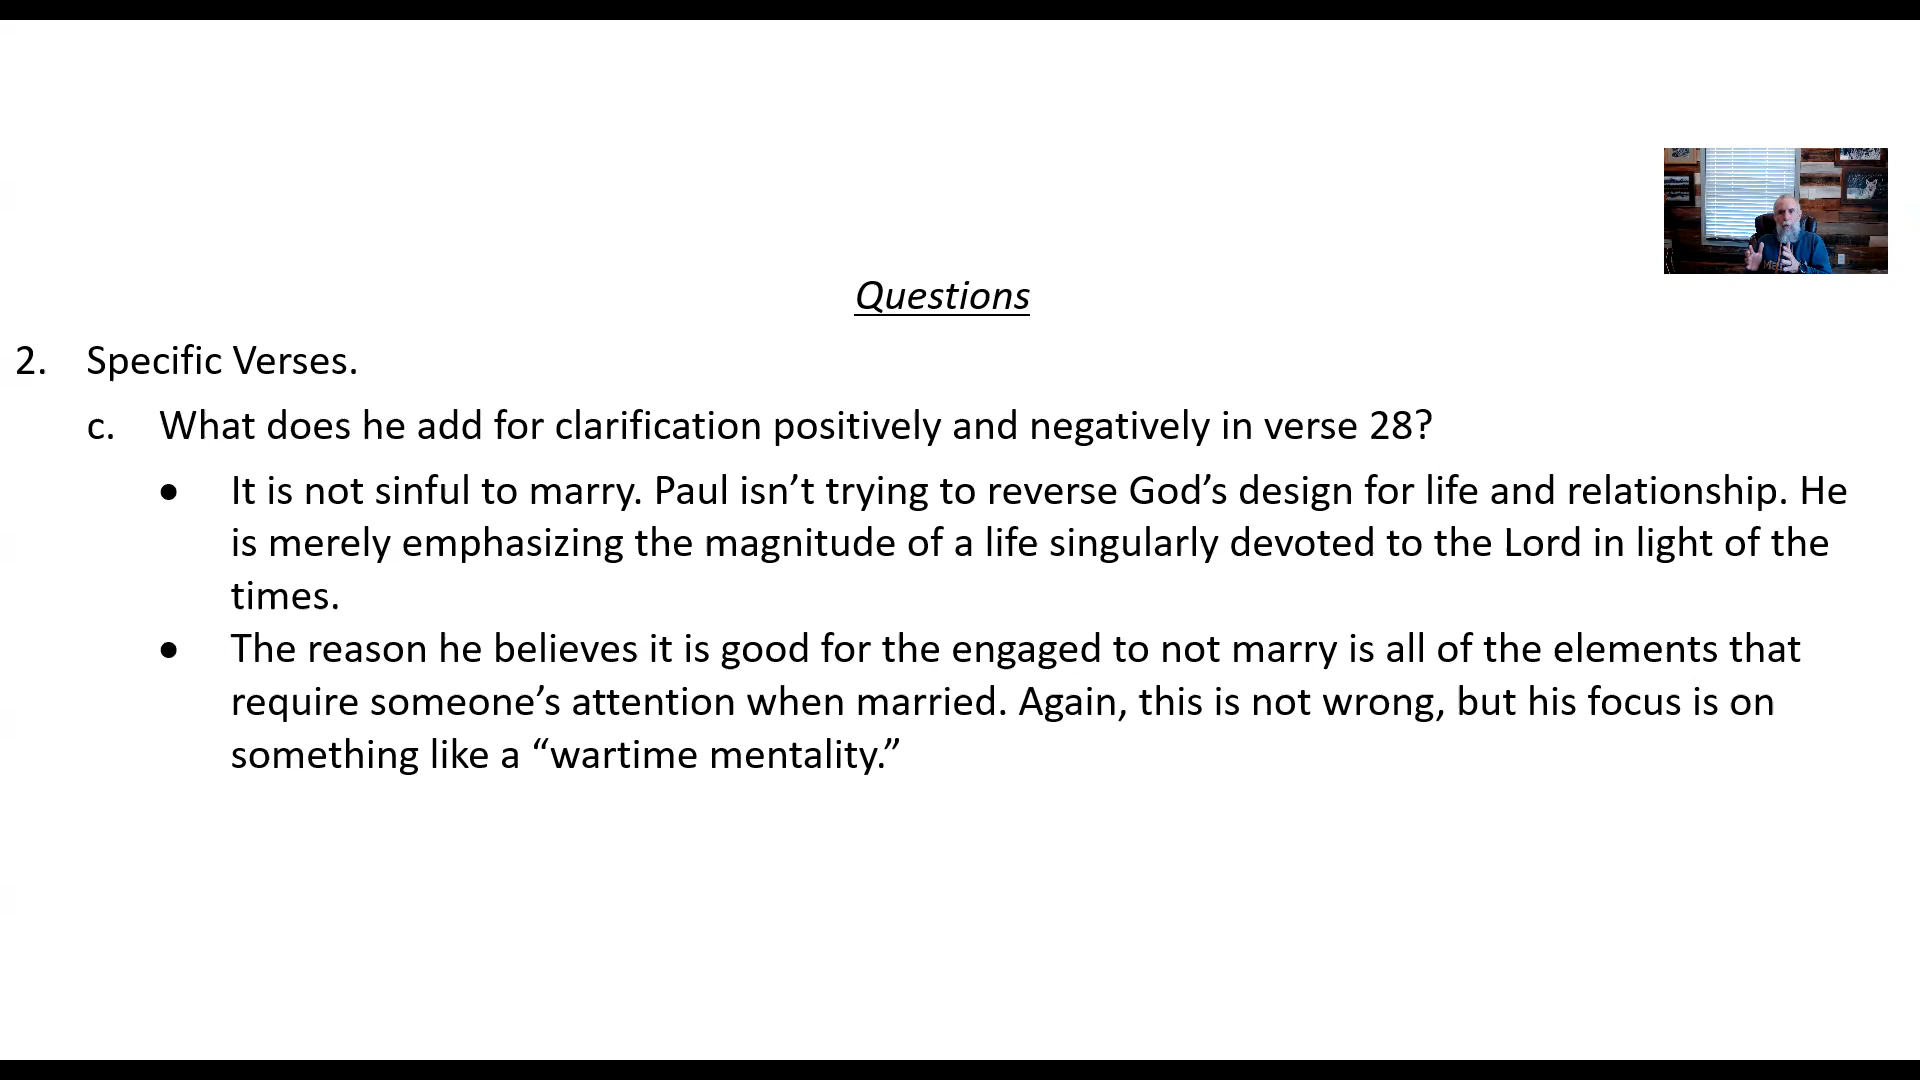 Questions
2. Specific Verses.
c. What does he add for clarification positively and negatively in verse 28?
• It is not sinful to marry. Paul isn’t trying to reverse God’s design for life and relationship. He
is merely emphasizing the magnitude of a life singularly devoted to the Lord in light of the
times.
• The reason he believes it is good for the engaged to not marry is all of the elements that
require someone’s attention when married. Again, this is not wrong, but his focus is on
something like a “wartime mentality.”